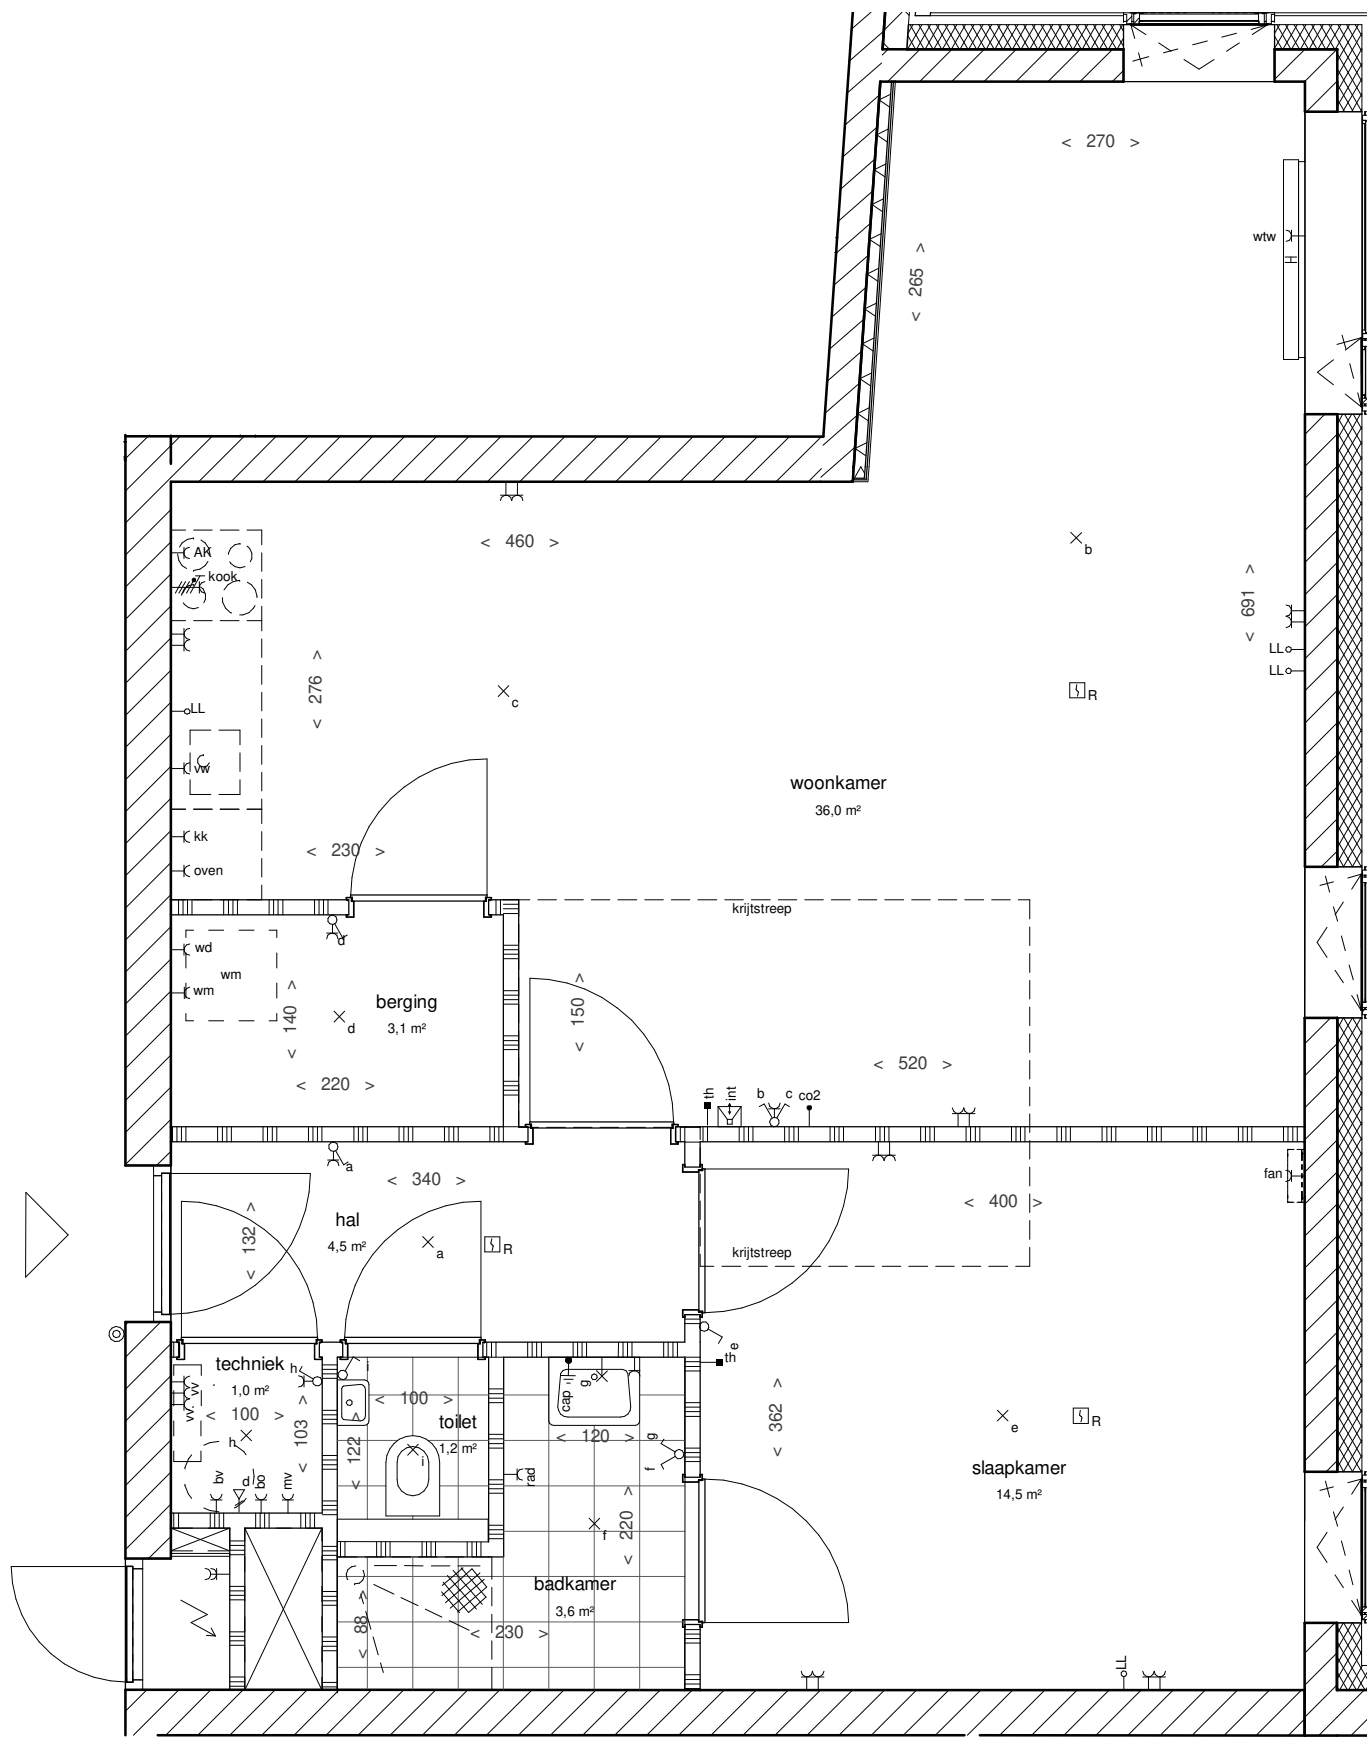 < 270 >
wtw
H
< 265 >
< 460 >
b
AK
kook
< 691 >
< 276 >
LL
LL
R
c
LL
vw
woonkamer
36,0 m²
kk
< 230 >
oven
krijtstreep
d
wd
wm
wm
berging
3,1 m²
< 140 >
d
< 150 >
< 520 >
< 220 >
th
int
b
c
co2
a
fan
< 340 >
< 400 >
hal
4,5 m²
< 132 >
a
R
krijtstreep
e
th
techniek
1,0 m²
h
i
cap
g
vv.
vv.
< 100 >
< 103 >
h
< 100 >
toilet
1,2 m²
< 122 >
i
< 120 >
g
f
< 362 >
e
R
rad
bv
d
bo
mv
slaapkamer
14,5 m²
f
< 220 >
badkamer
3,6 m²
< 88 >
< 230 >
LL